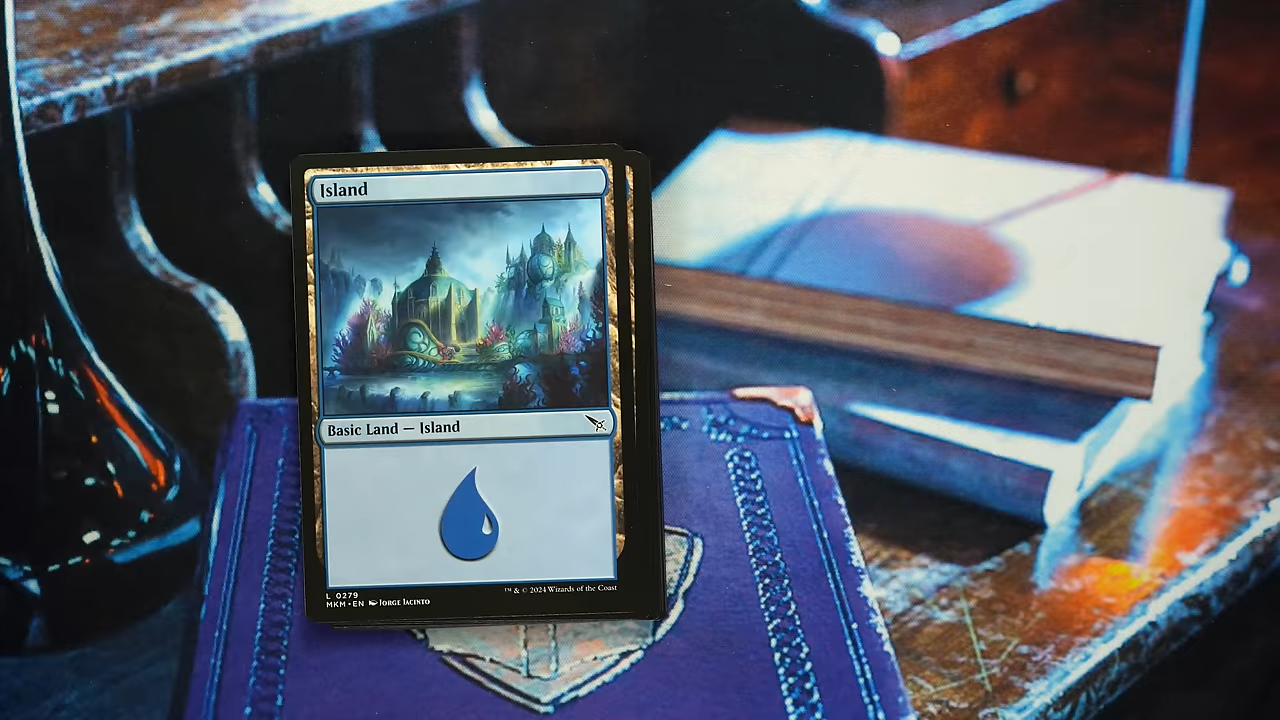 Island
Basic Land — Island
L 0279
MKM • EN Jorge Jacinto
™ & © 2024 Wizards of the Coast